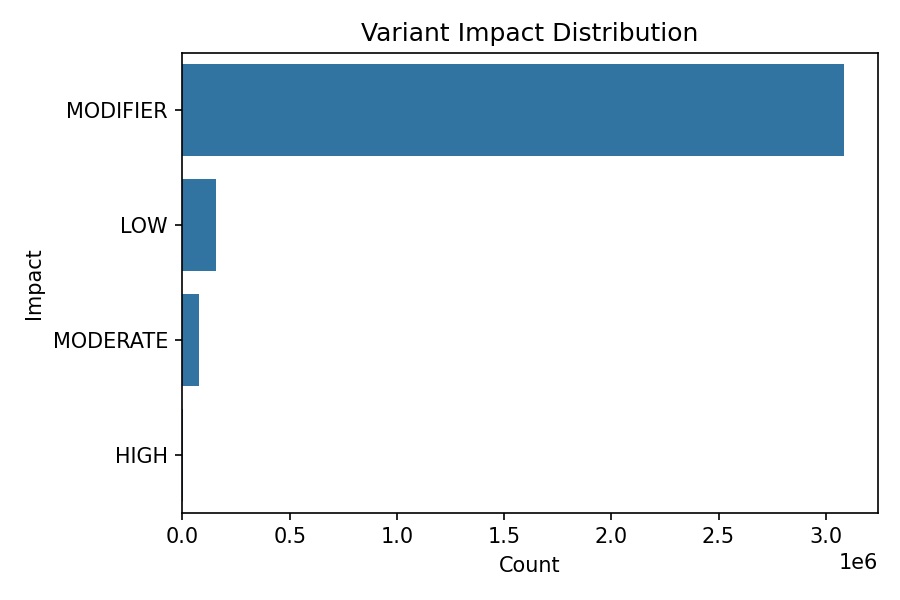 Variant Impact Distribution
MODIFIER
LOW
MODERATE
HIGH
Impact
0.0 0.5 1.0 1.5 2.0 2.5 3.0
1e6
Count